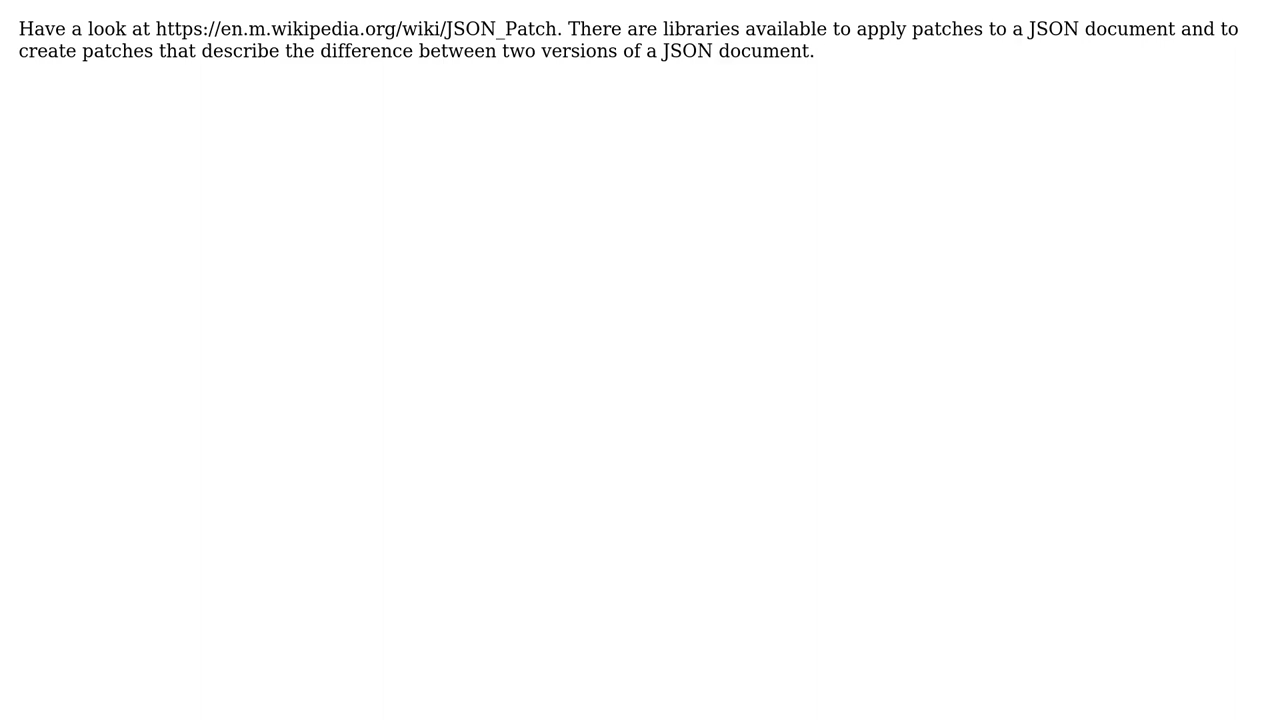 Have a look at https://en.m.wikipedia.org/wiki/JSON_Patch. There are libraries available to apply patches to a JSON document and to
create patches that describe the difference between two versions of a JSON document.